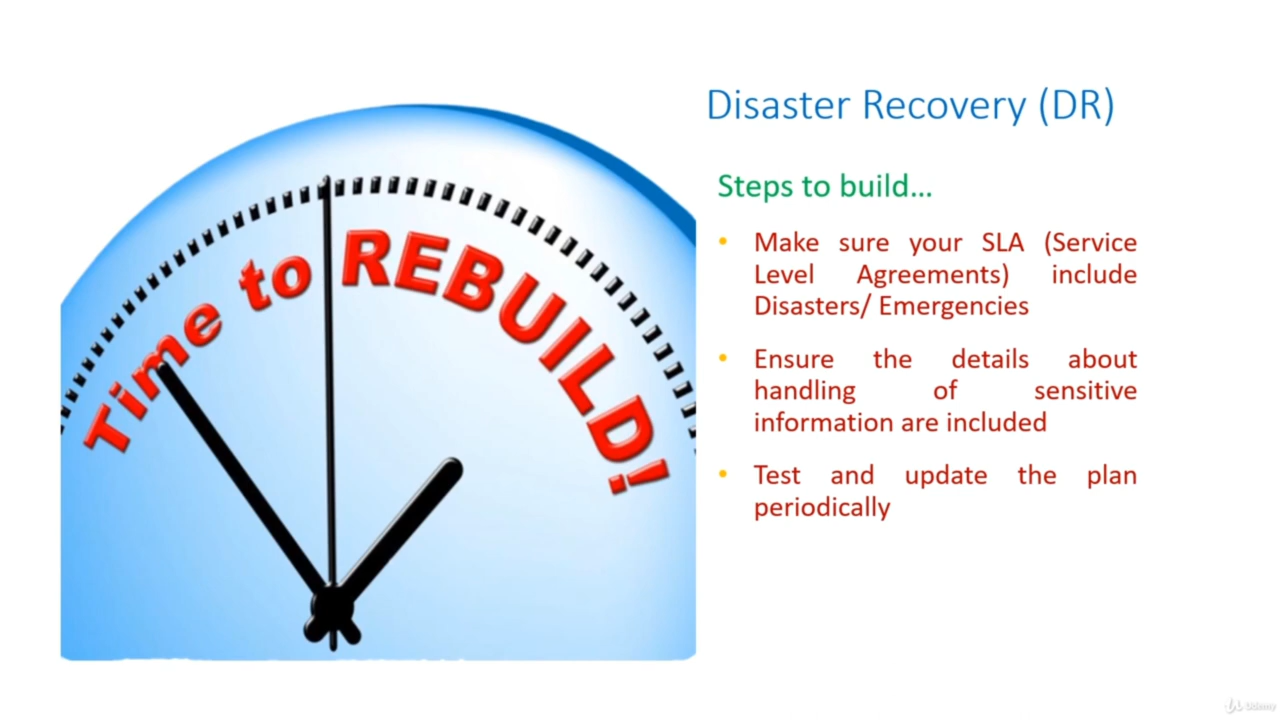 Disaster Recovery (DR)
Steps to build...
• Make sure your SLA (Service
Level Agreements) include
Disasters/ Emergencies
• Ensure the details about
handling of sensitive
information are included
• Test and update the plan
periodically
Time to REBUILD!
Udemy